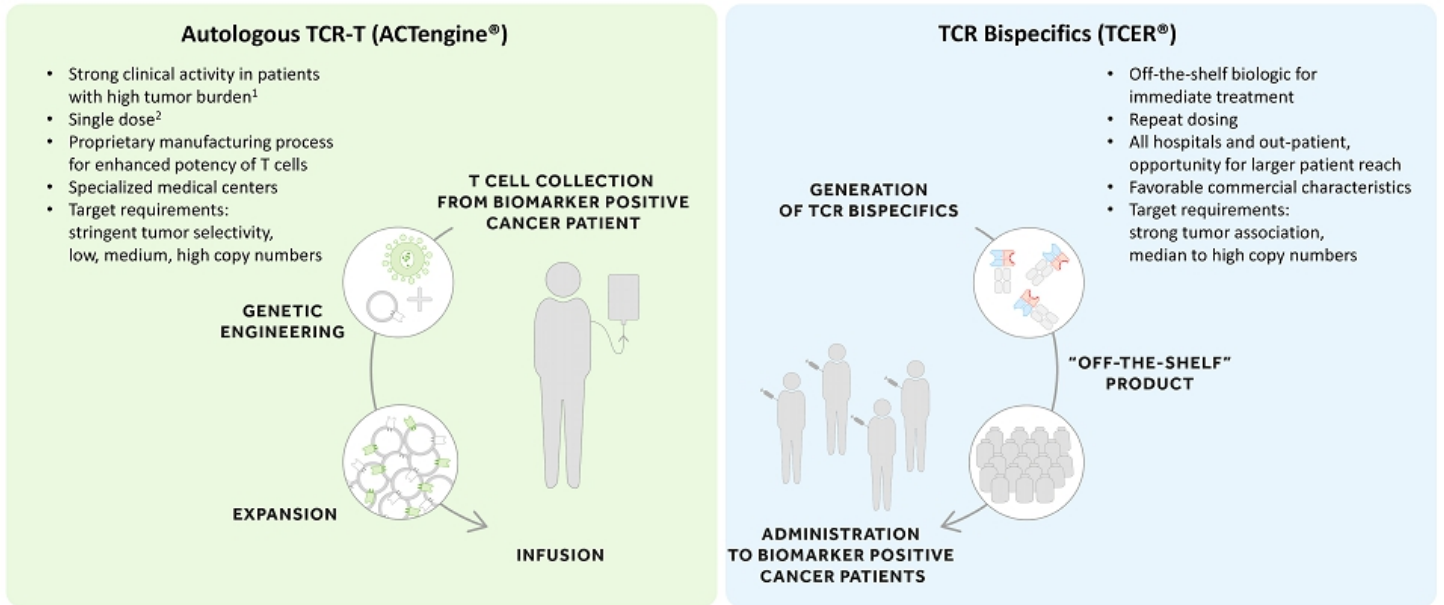 Autologous TCR-T (ACTengine®)
• Strong clinical activity in patients
with high tumor burden¹
• Single dose²
• Proprietary manufacturing process
for enhanced potency of T cells
• Specialized medical centers
• Target requirements:
stringent tumor selectivity,
low, medium, high copy numbers
T CELL COLLECTION
FROM BIOMARKER POSITIVE
CANCER PATIENT
GENETIC
ENGINEERING
EXPANSION
INFUSION
TCR Bispecifics (TCER®)
• Off-the-shelf biologic for
immediate treatment
• Repeat dosing
• All hospitals and out-patient,
opportunity for larger patient reach
• Favorable commercial characteristics
• Target requirements:
strong tumor association,
median to high copy numbers
GENERATION
OF TCR BISPECIFICS
"OFF-THE-SHELF"
PRODUCT
ADMINISTRATION
TO BIOMARKER POSITIVE
CANCER PATIENTS